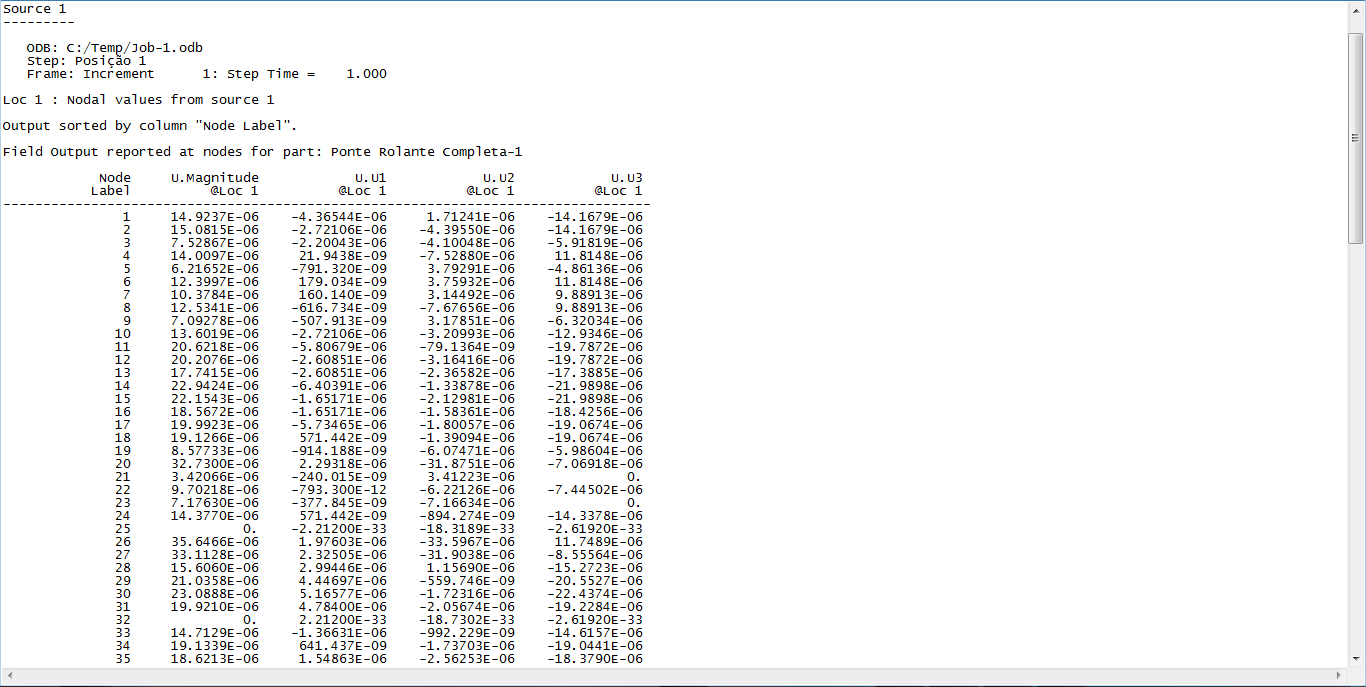 Source 1
---------
ODB: C:/Temp/Job-1.odb
Step: Posição 1
Frame: Increment      1: Step Time =    1.000
Loc 1 : Nodal values from source 1
Output sorted by column "Node Label".
Field Output reported at nodes for part: Ponte Rolante Completa-1
Node U.Magnitude U.U1 U.U2 U.U3
Label @Loc 1 @Loc 1 @Loc 1 @Loc 1
---------------------------------------------------------------------------------
1 14.9237E-06 -4.36544E-06 1.71241E-06 -14.1679E-06
2 15.0815E-06 -2.72106E-06 -4.39550E-06 -14.1679E-06
3 7.52867E-06 -2.20043E-06 -4.10048E-06 -5.91819E-06
4 14.0097E-06 21.9438E-09 -7.52880E-06 11.8148E-06
5 6.21652E-06 -791.320E-09 3.79291E-06 -4.86136E-06
6 12.3997E-06 179.034E-09 3.75932E-06 11.8148E-06
7 10.3784E-06 160.140E-09 3.14492E-06 9.88913E-06
8 12.5341E-06 -616.734E-09 -7.67656E-06 9.88913E-06
9 7.09278E-06 -507.913E-09 3.17851E-06 -6.32034E-06
10 13.6019E-06 -2.72106E-06 -3.20993E-06 -12.9346E-06
11 20.6218E-06 -5.80679E-06 -79.1364E-09 -19.7872E-06
12 20.2076E-06 -2.60851E-06 -3.16416E-06 -19.7872E-06
13 17.7415E-06 -2.60851E-06 -2.36582E-06 -17.3885E-06
14 22.9424E-06 -6.40391E-06 -1.33878E-06 -21.9898E-06
15 22.1543E-06 -1.65171E-06 -2.12981E-06 -21.9898E-06
16 18.5672E-06 -1.65171E-06 -1.58361E-06 -18.4256E-06
17 19.9923E-06 -5.73465E-06 -1.80057E-06 -19.0674E-06
18 19.1266E-06 571.442E-09 -1.39094E-06 -19.0674E-06
19 8.57733E-06 -914.188E-09 -6.07471E-06 -5.98604E-06
20 32.7300E-06 2.29318E-06 -31.8751E-06 -7.06918E-06
21 3.42066E-06 -240.015E-09 3.41223E-06 0.
22 9.70218E-06 -793.300E-12 -6.22126E-06 -7.44502E-06
23 7.17630E-06 -377.845E-09 -7.16634E-06 0.
24 14.3770E-06 571.442E-09 -894.274E-09 -14.3378E-06
25 0. -2.21200E-33 -18.3189E-33 -2.61920E-33
26 35.6466E-06 1.97603E-06 -33.5967E-06 11.7489E-06
27 33.1128E-06 2.32505E-06 -31.9038E-06 -8.55564E-06
28 15.6060E-06 2.99446E-06 1.15690E-06 -15.2723E-06
29 21.0358E-06 4.44697E-06 -559.746E-09 -20.5527E-06
30 23.0888E-06 5.16577E-06 -1.72316E-06 -22.4374E-06
31 19.9210E-06 4.78400E-06 -2.05674E-06 -19.2284E-06
32 0. 2.21200E-33 -18.7302E-33 -2.61920E-33
33 14.7129E-06 -1.36631E-06 -992.229E-09 -14.6157E-06
34 19.1339E-06 641.437E-09 -1.73703E-06 -19.0441E-06
35 18.6213E-06 1.54863E-06 -2.56253E-06 -18.3790E-06